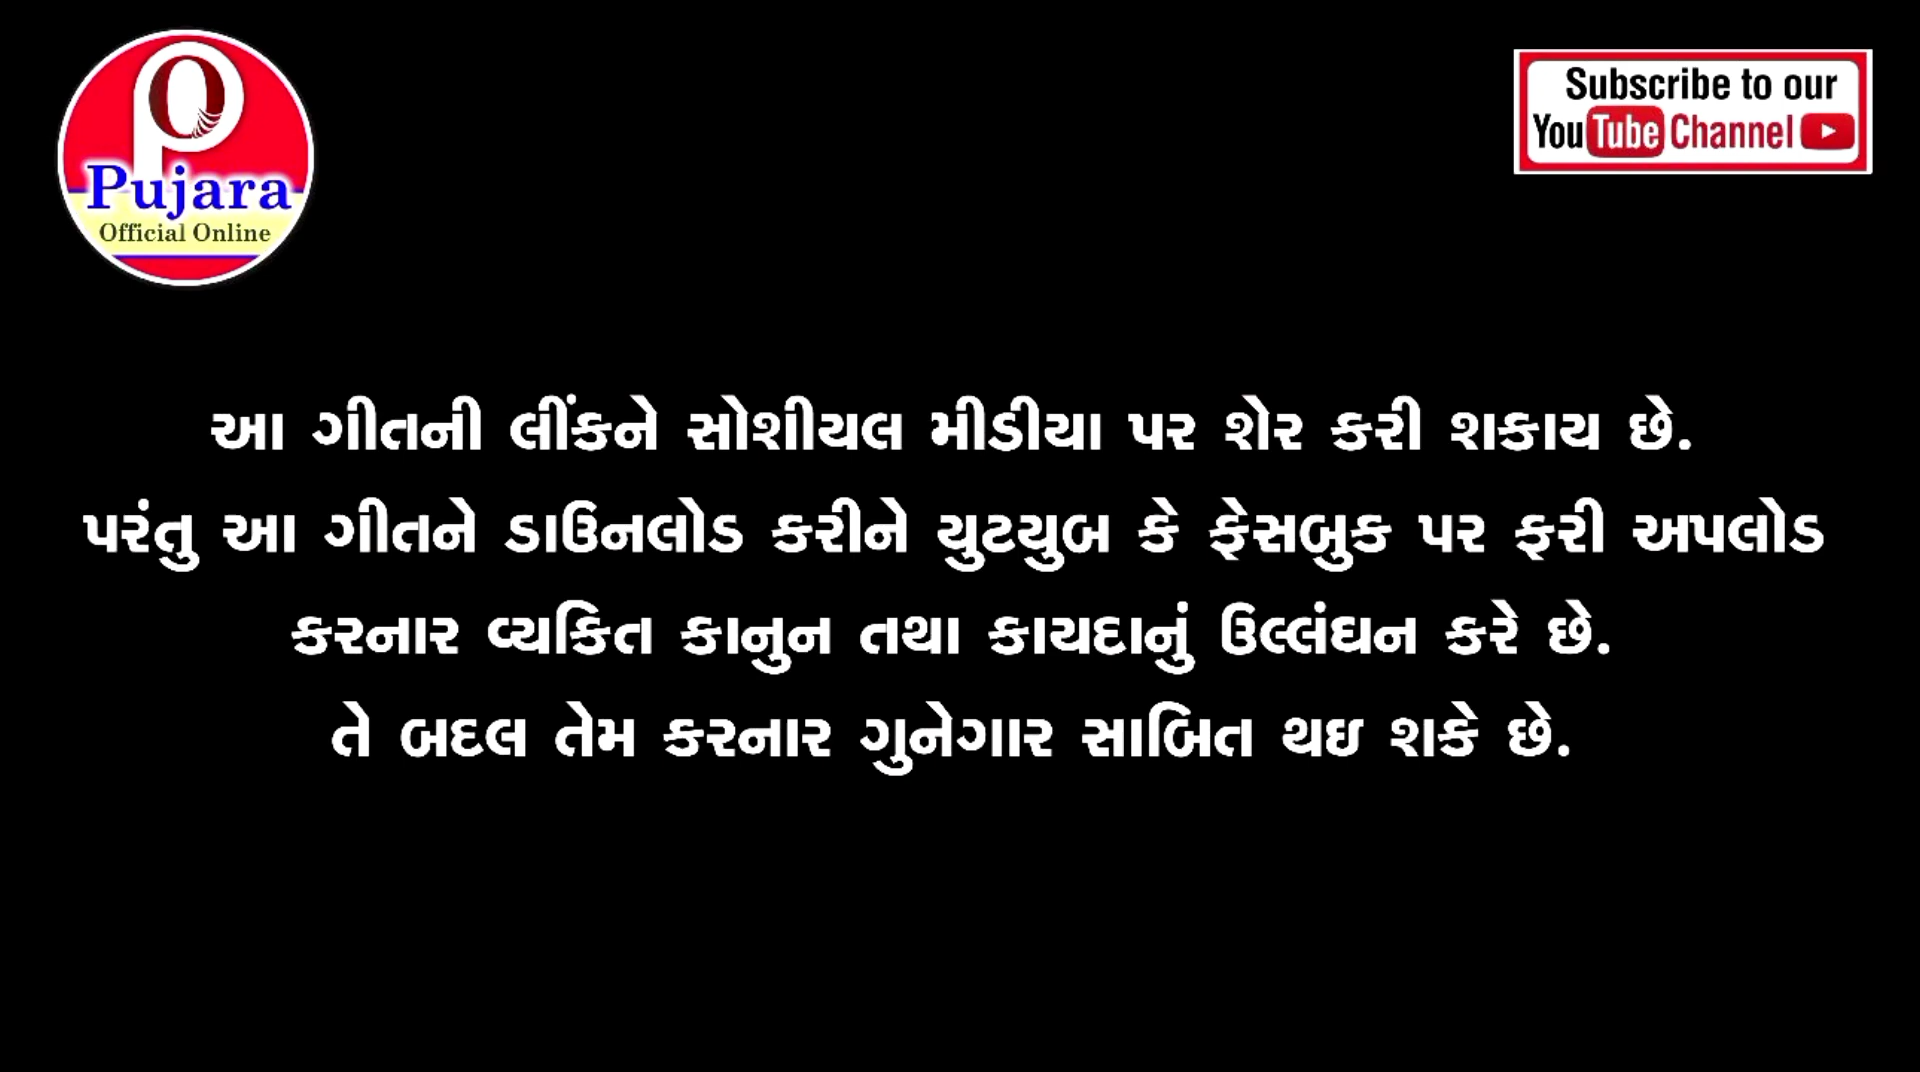 Pujara
Official Online
Subscribe to our
YouTube Channel
આ ગીતની લીંકને સોશીયલ મીડીયા પર શેર કરી શકાય છે.
પરંતુ આ ગીતને ડાઉનલોડ કરીને યુટયુબ કે ફેસબુક પર ફરી અપલોડ
કરનાર વ્યકિત કાનુન તથા કાયદાનું ઉલ્લંઘન કરે છે.
તે બદલ તેમ કરનાર ગુનેગાર સાબિત થઇ શકે છે.